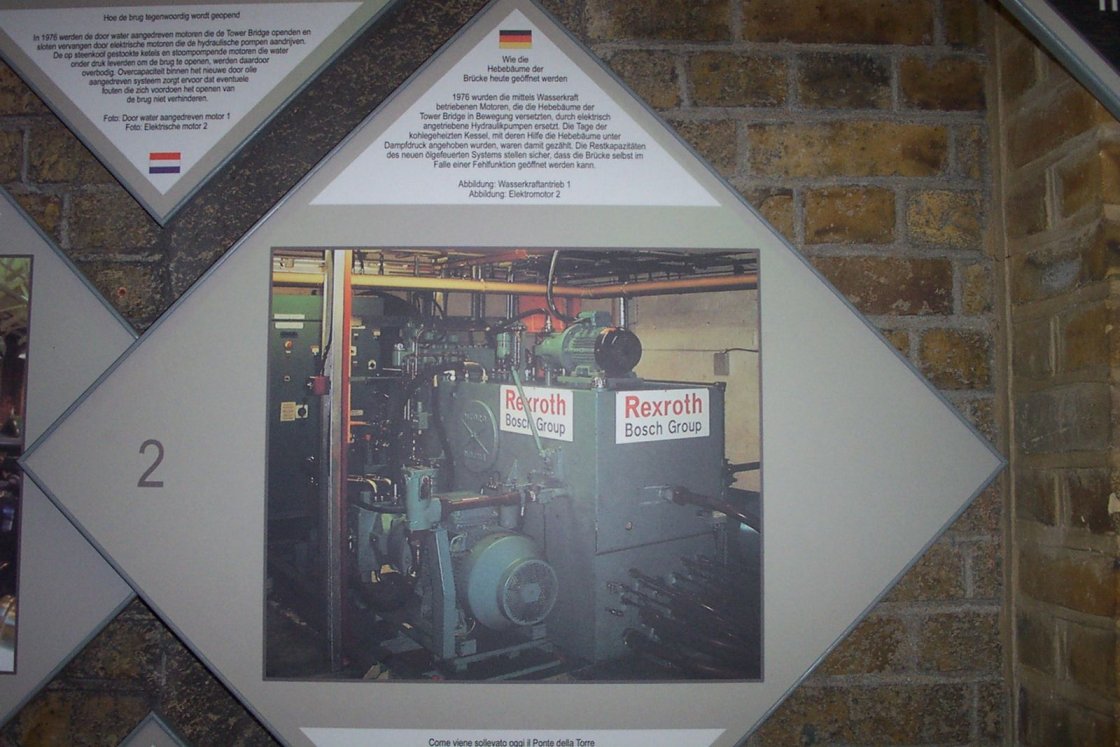 Hoe de brug tegenwoordig wordt geopend
In 1976 werden de door water aangedreven motoren die de Tower Bridge openden en
sloten vervangen door elektrische motoren die de hydraulische pompen aandrijven.
De op steenkool gestookte ketels en stoompompende motoren die water
onder druk leverden om de brug te openen, werden daardoor
overbodig. Overcapaciteit binnen het nieuwe door olie
aangedreven systeem zorgt ervoor dat eventuele
fouten die zich voordoen het openen van
de brug niet verhinderen.
Foto: Door water aangedreven motor 1
Foto: Elektrische motor 2
Wie die
Hebebäume der
Brücke heute geöffnet werden
1976 wurden die mittels Wasserkraft
betriebenen Motoren, die die Hebebäume der
Tower Bridge in Bewegung versetzten, durch elektrisch
angetriebene Hydraulikpumpen ersetzt. Die Tage der
kohlegeheizten Kessel, mit deren Hilfe die Hebebäume unter
Dampfdruck angehoben wurden, waren damit gezählt. Die Restkapazitäten
des neuen ölgefeuerten Systems stellen sicher, dass die Brücke selbst im
Falle einer Fehlfunktion geöffnet werden kann.
Abbildung: Wasserkraftantrieb 1
Abbildung: Elektromotor 2
2
Rexroth
Bosch Group
Rexroth
Bosch Group
Come viene sollevato oggi il Ponte della Torre